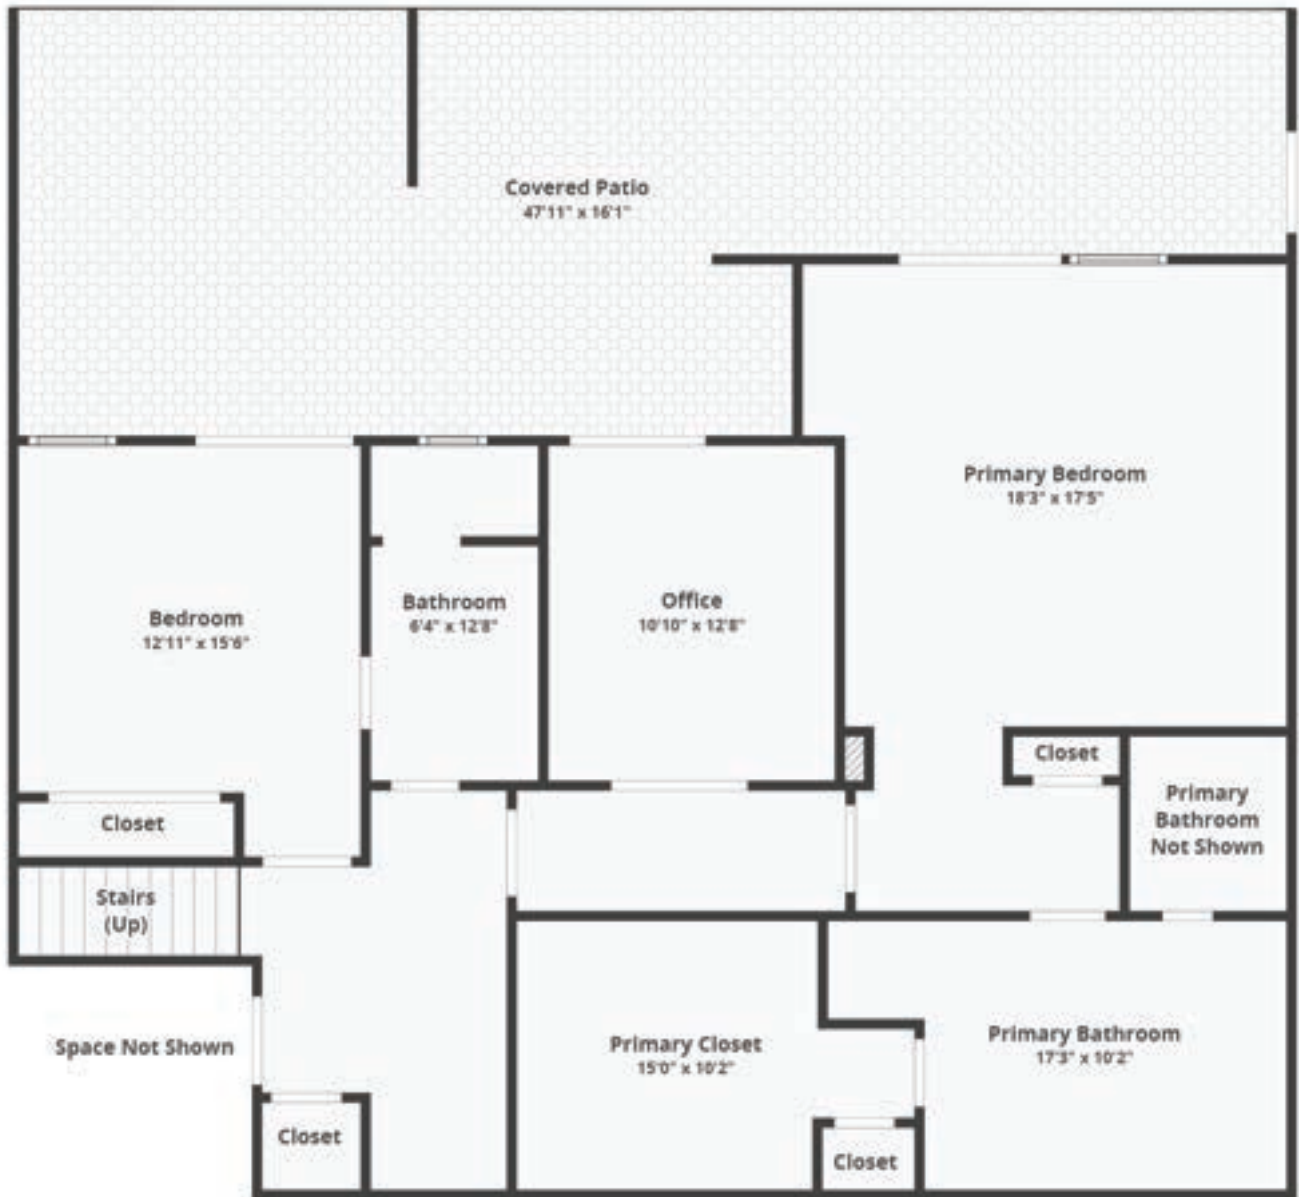 Covered Patio
47'11" x 16'1"
Primary Bedroom
18'3" x 17'5"
Bedroom
12'11" x 15'6"
Bathroom
6'4" x 12'8"
Office
10'10" x 12'8"
Closet
Closet
Primary
Bathroom
Not Shown
Stairs
(Up)
Space Not Shown
Primary Closet
15'0" x 10'2"
Primary Bathroom
17'3" x 10'2"
Closet
Closet